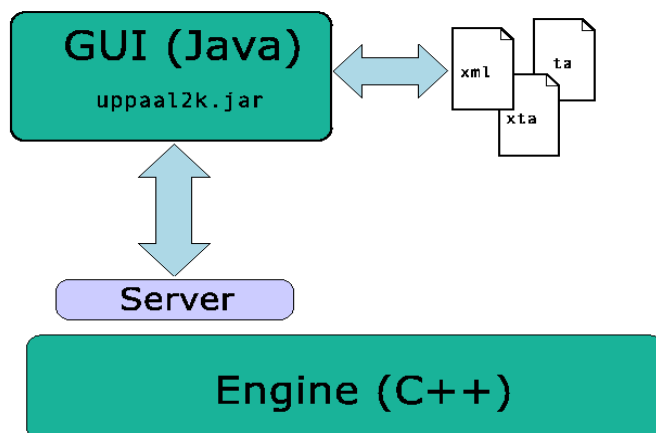 GUI (Java)
uppaal2k.jar
xml
ta
xta
Server
Engine (C++)